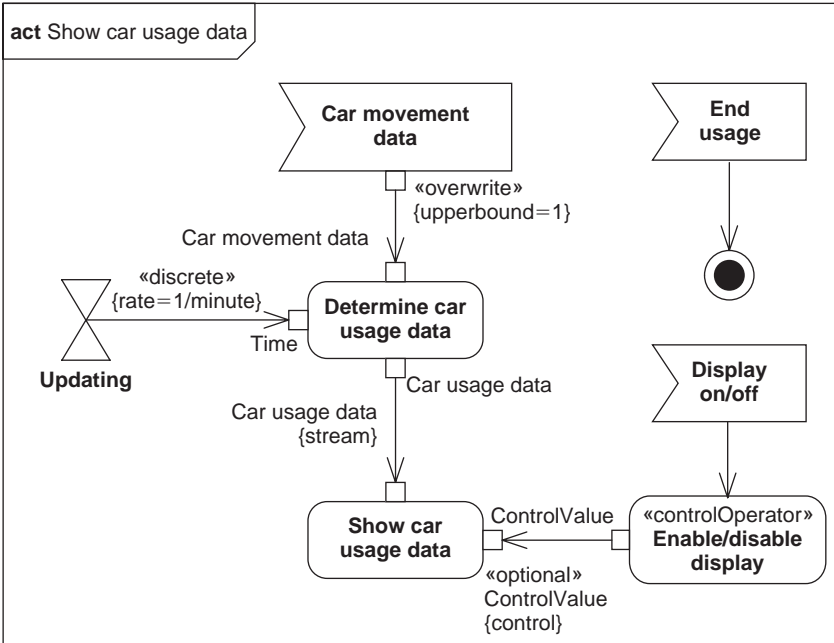 act Show car usage data
Car movement
data
End
usage
«overwrite»
{upperbound=1}
Car movement data
«discrete»
{rate=1/minute}
Determine car
usage data
Time
Updating
Car usage data
Display
on/off
Car usage data
{stream}
Show car
usage data
ControlValue
«controlOperator»
Enable/disable
display
«optional»
ControlValue
{control}